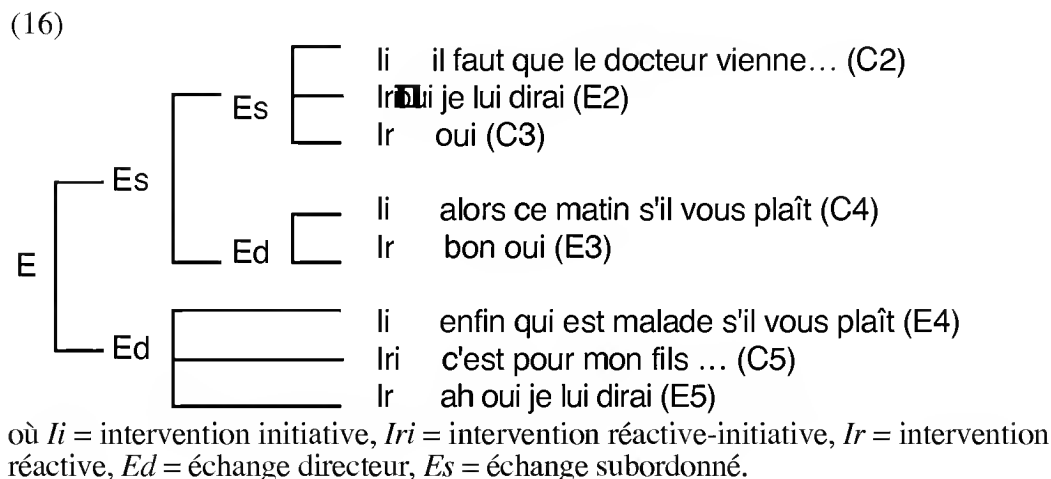 (16)
Ii il faut que le docteur vienne… (C2)
Es Iri oui je lui dirai (E2)
Ir oui (C3)
Es
Ii alors ce matin s'il vous plaît (C4)
Ed Ir bon oui (E3)
E
Ii enfin qui est malade s'il vous plaît (E4)
Ed Iri c'est pour mon fils … (C5)
Ir ah oui je lui dirai (E5)
où Ii = intervention initiative, Iri = intervention réactive-initiative, Ir = intervention
réactive, Ed = échange directeur, Es = échange subordonné.